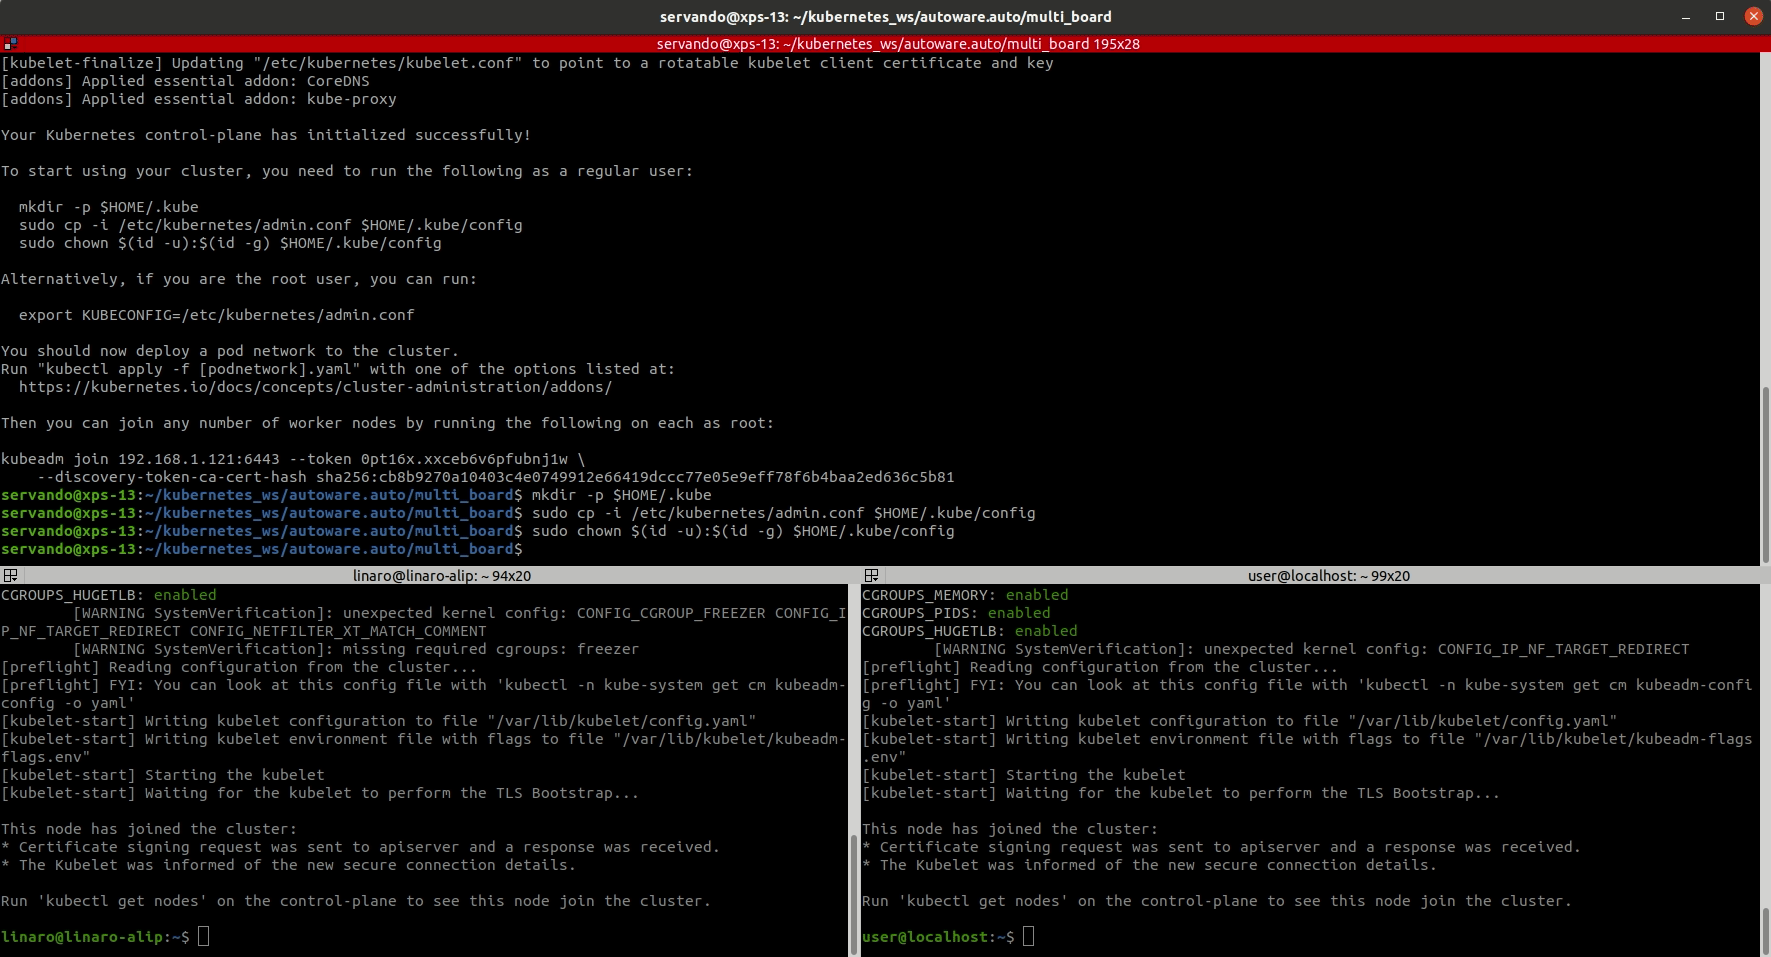 servando@xps-13: ~/kubernetes_ws/autoware.auto/multi_board
servando@xps-13: ~/kubernetes_ws/autoware.auto/multi_board 195x28
[kubelet-finalize] Updating "/etc/kubernetes/kubelet.conf" to point to a rotatable kubelet client certificate and key
[addons] Applied essential addon: CoreDNS
[addons] Applied essential addon: kube-proxy
Your Kubernetes control-plane has initialized successfully!
To start using your cluster, you need to run the following as a regular user:
mkdir -p $HOME/.kube
sudo cp -i /etc/kubernetes/admin.conf $HOME/.kube/config
sudo chown $(id -u):$(id -g) $HOME/.kube/config
Alternatively, if you are the root user, you can run:
export KUBECONFIG=/etc/kubernetes/admin.conf
You should now deploy a pod network to the cluster.
Run "kubectl apply -f [podnetwork].yaml" with one of the options listed at:
https://kubernetes.io/docs/concepts/cluster-administration/addons/
Then you can join any number of worker nodes by running the following on each as root:
kubeadm join 192.168.1.121:6443 --token 0pt16x.xxceb6v6pfubnj1w \
--discovery-token-ca-cert-hash sha256:cb8b9270a10403c4e0749912e66419dccc77e05e9eff78f6b4baa2ed636c5b81
servando@xps-13:~/kubernetes_ws/autoware.auto/multi_board$ mkdir -p $HOME/.kube
servando@xps-13:~/kubernetes_ws/autoware.auto/multi_board$ sudo cp -i /etc/kubernetes/admin.conf $HOME/.kube/config
servando@xps-13:~/kubernetes_ws/autoware.auto/multi_board$ sudo chown $(id -u):$(id -g) $HOME/.kube/config
servando@xps-13:~/kubernetes_ws/autoware.auto/multi_board$
linaro@linaro-alip: ~ 94x20
CGROUPS_HUGETLB: enabled
[WARNING SystemVerification]: unexpected kernel config: CONFIG_CGROUP_FREEZER CONFIG_I
P_NF_TARGET_REDIRECT CONFIG_NETFILTER_XT_MATCH_COMMENT
[WARNING SystemVerification]: missing required cgroups: freezer
[preflight] Reading configuration from the cluster...
[preflight] FYI: You can look at this config file with 'kubectl -n kube-system get cm kubeadm-
config -o yaml'
[kubelet-start] Writing kubelet configuration to file "/var/lib/kubelet/config.yaml"
[kubelet-start] Writing kubelet environment file with flags to file "/var/lib/kubelet/kubeadm-
flags.env"
[kubelet-start] Starting the kubelet
[kubelet-start] Waiting for the kubelet to perform the TLS Bootstrap...
This node has joined the cluster:
* Certificate signing request was sent to apiserver and a response was received.
* The Kubelet was informed of the new secure connection details.
Run 'kubectl get nodes' on the control-plane to see this node join the cluster.
linaro@linaro-alip:~$
user@localhost: ~ 99x20
CGROUPS_MEMORY: enabled
CGROUPS_PIDS: enabled
CGROUPS_HUGETLB: enabled
[WARNING SystemVerification]: unexpected kernel config: CONFIG_IP_NF_TARGET_REDIRECT
[preflight] Reading configuration from the cluster...
[preflight] FYI: You can look at this config file with 'kubectl -n kube-system get cm kubeadm-confi
g -o yaml'
[kubelet-start] Writing kubelet configuration to file "/var/lib/kubelet/config.yaml"
[kubelet-start] Writing kubelet environment file with flags to file "/var/lib/kubelet/kubeadm-flags
.env"
[kubelet-start] Starting the kubelet
[kubelet-start] Waiting for the kubelet to perform the TLS Bootstrap...
This node has joined the cluster:
* Certificate signing request was sent to apiserver and a response was received.
* The Kubelet was informed of the new secure connection details.
Run 'kubectl get nodes' on the control-plane to see this node join the cluster.
user@localhost:~$